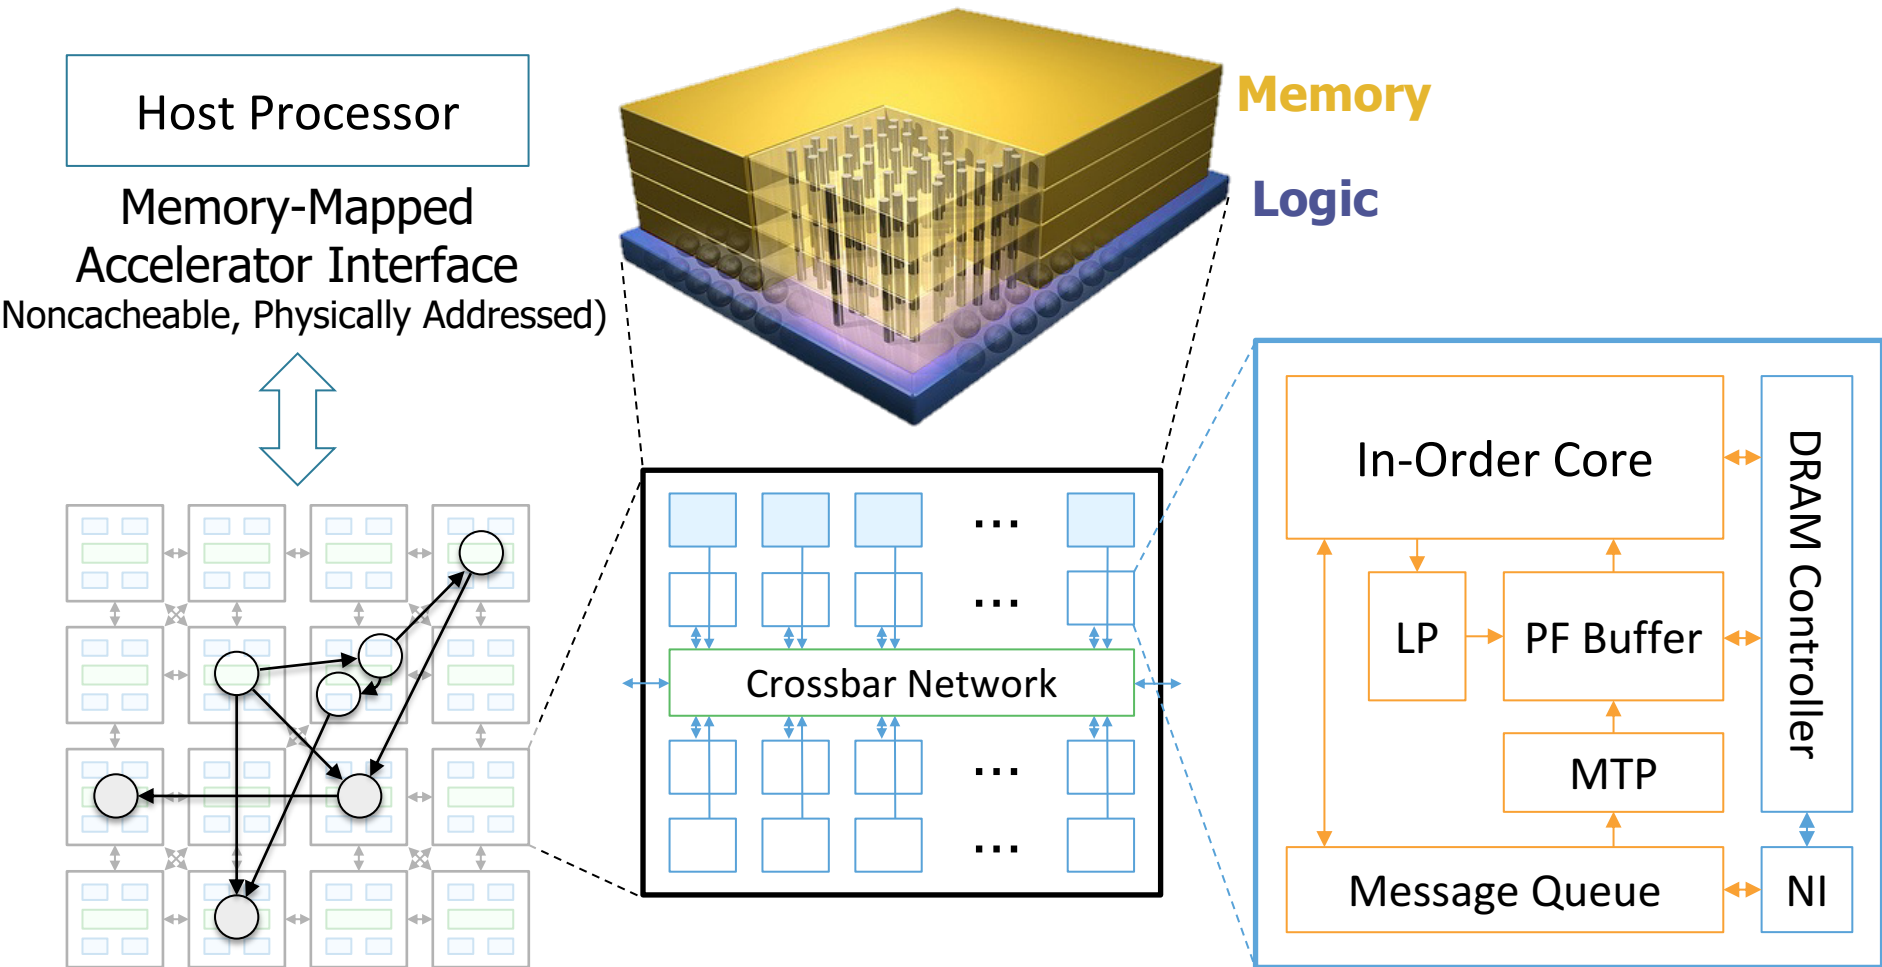 Host Processor
Memory-Mapped
Accelerator Interface
Noncacheable, Physically Addressed)
Memory
Logic
...
...
Crossbar Network
...
...
In-Order Core
LP
PF Buffer
MTP
Message Queue
DRAM Controller
NI